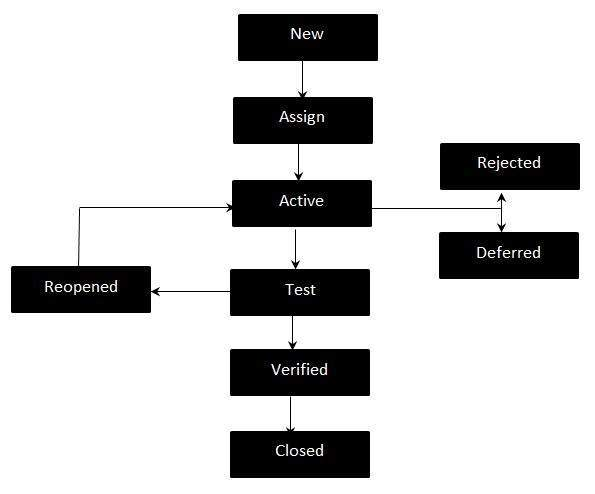 New
Assign
Rejected
Active
Deferred
Reopened
Test
Verified
Closed